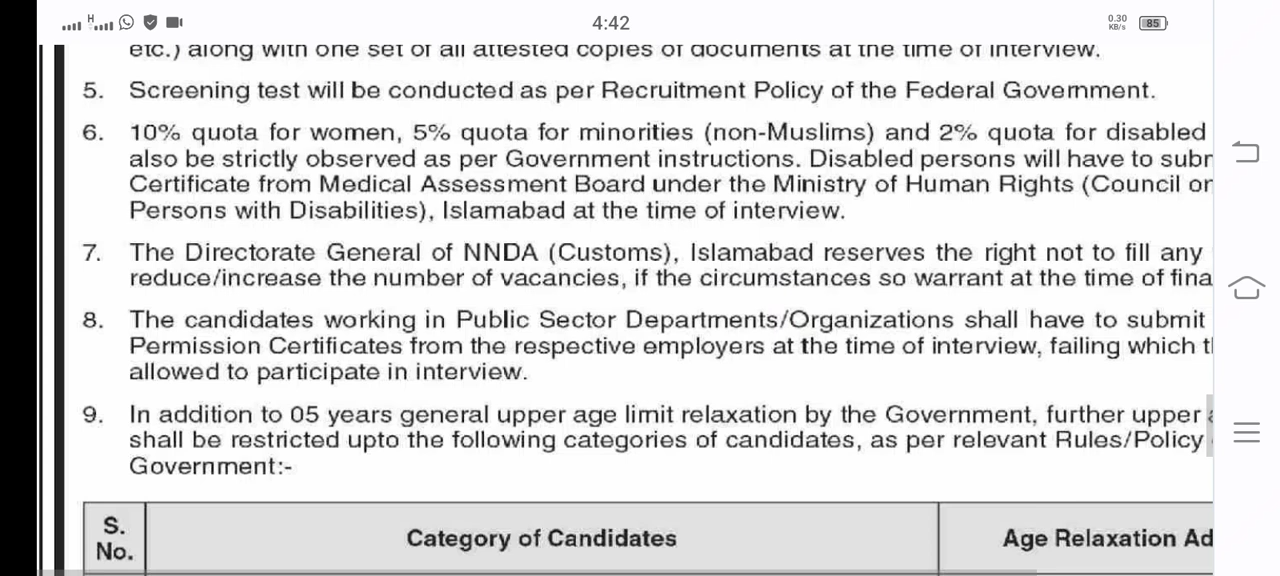 H 4:42 0.30 KB/s 85
etc.) along with one set of all attested copies of documents at the time of interview.
5. Screening test will be conducted as per Recruitment Policy of the Federal Government.
6. 10% quota for women, 5% quota for minorities (non-Muslims) and 2% quota for disabled
also be strictly observed as per Government instructions. Disabled persons will have to
Certificate from Medical Assessment Board under the Ministry of Human Rights (Council
Persons with Disabilities), Islamabad at the time of interview.
7. The Directorate General of NNDA (Customs), Islamabad reserves the right not to fill any
reduce/increase the number of vacancies, if the circumstances so warrant at the time of
8. The candidates working in Public Sector Departments/Organizations shall have to submit
Permission Certificates from the respective employers at the time of interview, failing which
allowed to participate in interview.
9. In addition to 05 years general upper age limit relaxation by the Government, further upper
shall be restricted upto the following categories of candidates, as per relevant Rules/Policy
Government:-
S. No. Category of Candidates Age Relaxation Ad